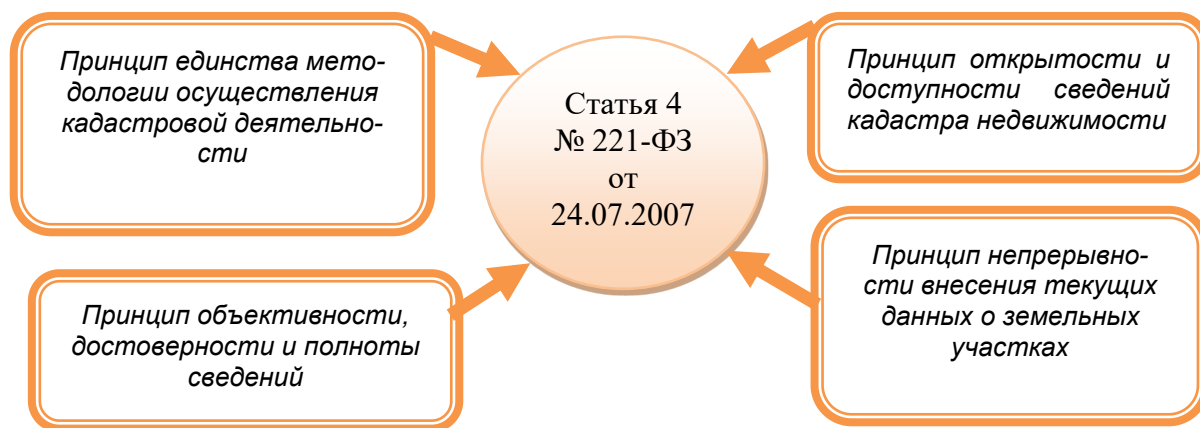 Принцип единства мето-
дологии осуществления
кадастровой деятельно-
сти
Статья 4
№ 221-ФЗ
от
24.07.2007
Принцип открытости и
доступности сведений
кадастра недвижимости
Принцип объективности,
достоверности и полноты
сведений
Принцип непрерывно-
сти внесения текущих
данных о земельных
участках